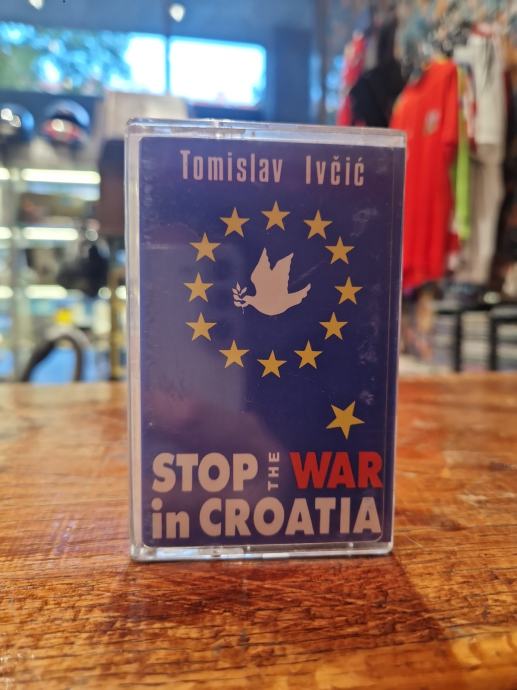 Tomislav Ivčić
STOP THE WAR
in CROATIA